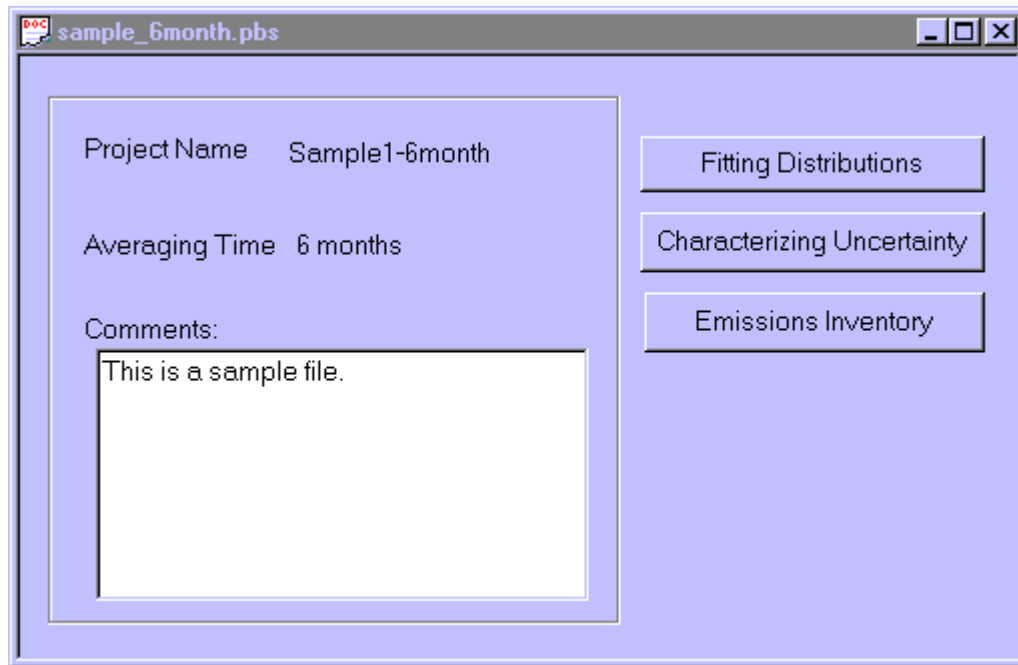 DOC
sample_6month.pbs
Project Name Sample1-6month
Averaging Time 6 months
Comments:
This is a sample file.
Fitting Distributions
Characterizing Uncertainty
Emissions Inventory